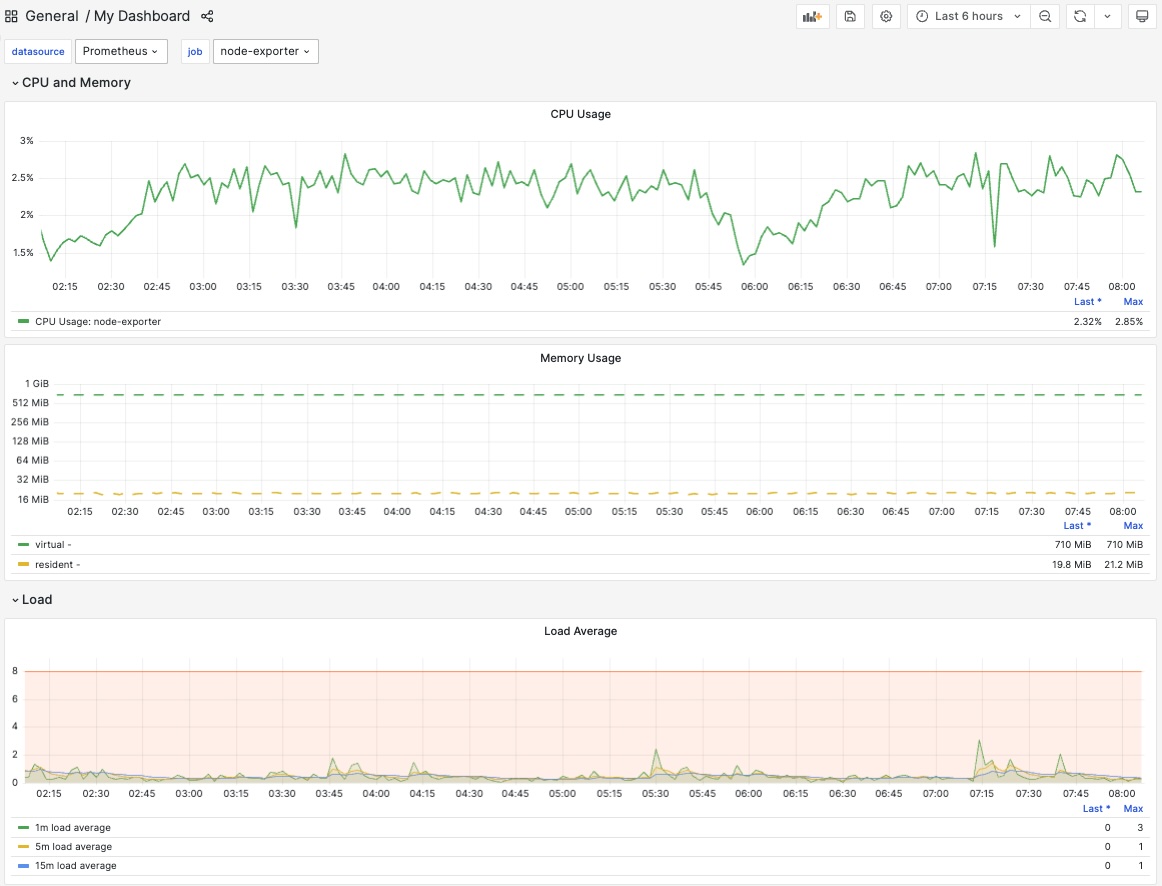 General / My Dashboard Last 6 hours
datasource Prometheus job node-exporter
CPU and Memory
CPU Usage
3%
2.5%
2%
1.5%
02:15 02:30 02:45 03:00 03:15 03:30 03:45 04:00 04:15 04:30 04:45 05:00 05:15 05:30 05:45 06:00 06:15 06:30 06:45 07:00 07:15 07:30 07:45 08:00
Last * Max
CPU Usage: node-exporter 2.32% 2.85%
Memory Usage
1 GiB
512 MiB
256 MiB
128 MiB
64 MiB
32 MiB
16 MiB
02:15 02:30 02:45 03:00 03:15 03:30 03:45 04:00 04:15 04:30 04:45 05:00 05:15 05:30 05:45 06:00 06:15 06:30 06:45 07:00 07:15 07:30 07:45 08:00
Last * Max
virtual - 710 MiB 710 MiB
resident - 19.8 MiB 21.2 MiB
Load
Load Average
8
6
4
2
0
02:15 02:30 02:45 03:00 03:15 03:30 03:45 04:00 04:15 04:30 04:45 05:00 05:15 05:30 05:45 06:00 06:15 06:30 06:45 07:00 07:15 07:30 07:45 08:00
Last * Max
1m load average 0 3
5m load average 0 1
15m load average 0 1